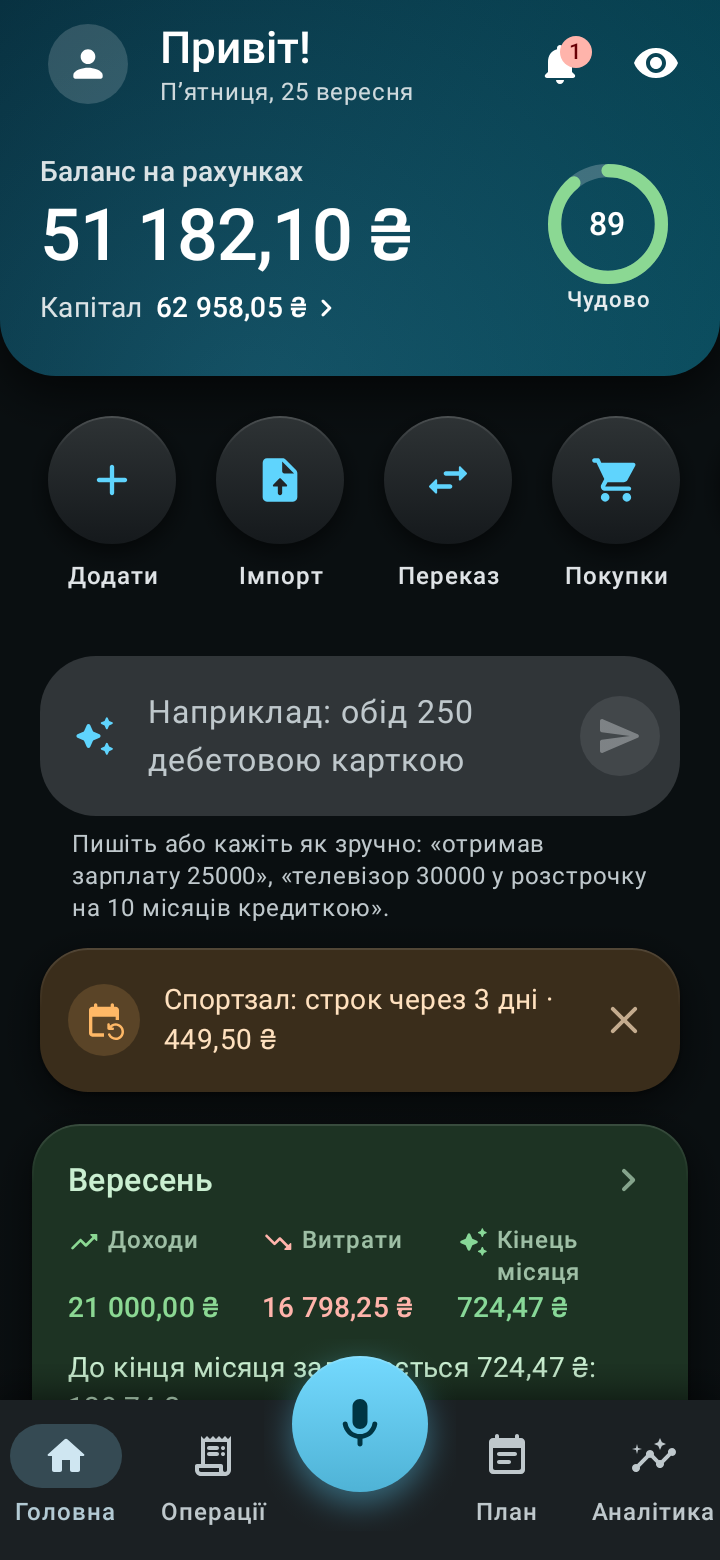 Привіт!
П’ятниця, 25 вересня
1
Баланс на рахунках
51 182,10 ₴
Капітал 62 958,05 ₴
89
Чудово
Додати
Імпорт
Переказ
Покупки
Наприклад: обід 250
дебетовою карткою
Пишіть або кажіть як зручно: «отримав
зарплату 25000», «телевізор 30000 у розстрочку
на 10 місяців кредиткою».
Спортзал: строк через 3 дні ·
449,50 ₴
Вересень
Доходи
21 000,00 ₴
Витрати
16 798,25 ₴
Кінець
місяця
724,47 ₴
До кінця місяця 724,47 ₴:
Головна
Операції
План
Аналітика